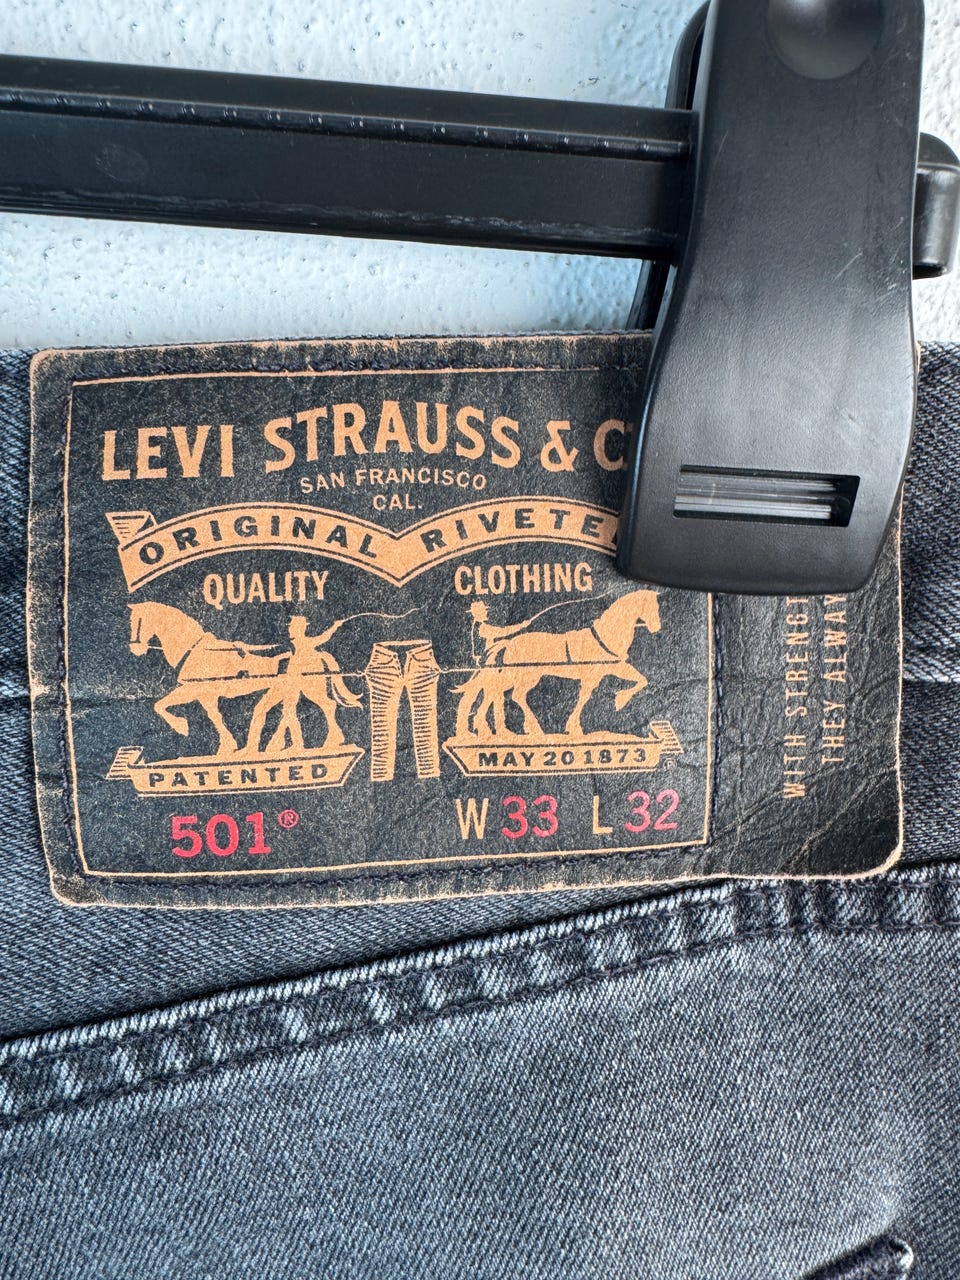 LEVI STRAUSS & C
SAN FRANCISCO
CAL.
ORIGINAL RIVETE
QUALITY CLOTHING
PATENTED MAY 20 1873
501® W 33 L 32
WITH STRENGT
THEY ALWAY